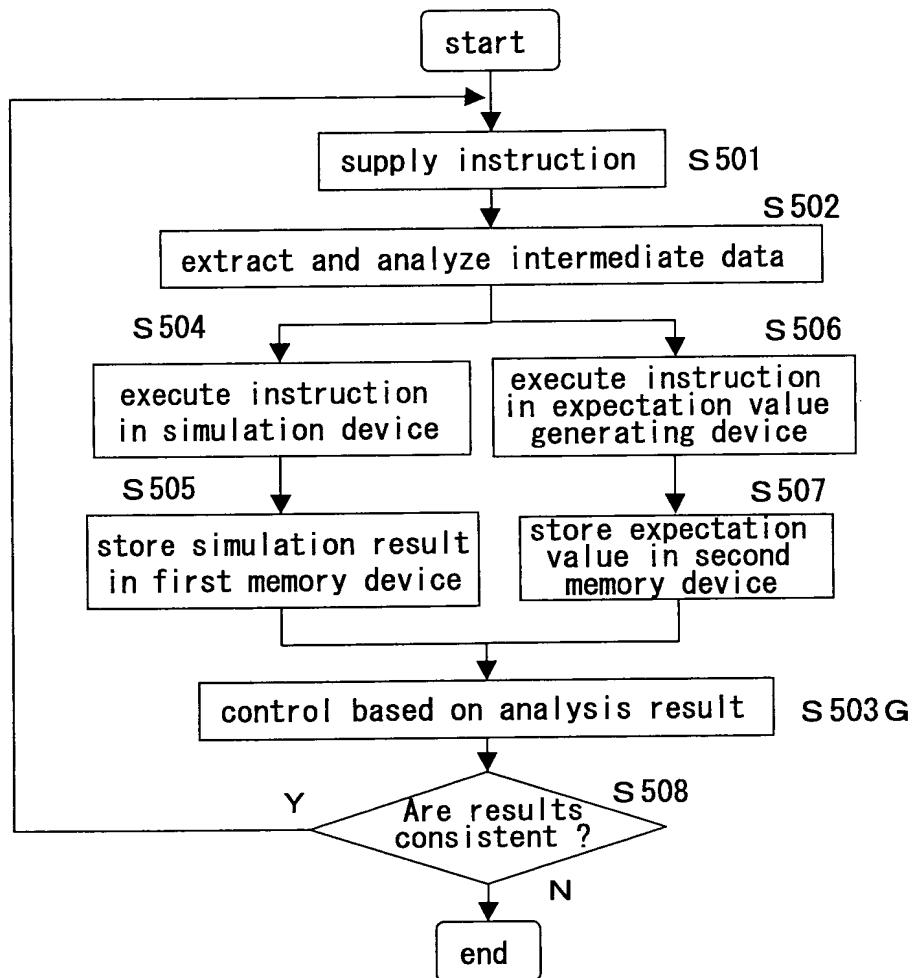 start
supply instruction
S501
S502
extract and analyze intermediate data
S504
S506
execute instruction
in simulation device
execute instruction
in expectation value
generating device
S505
S507
store simulation result
in first memory device
store expectation
value in second
memory device
control based on analysis result
S503G
S508
Y
Are results
consistent ?
N
end